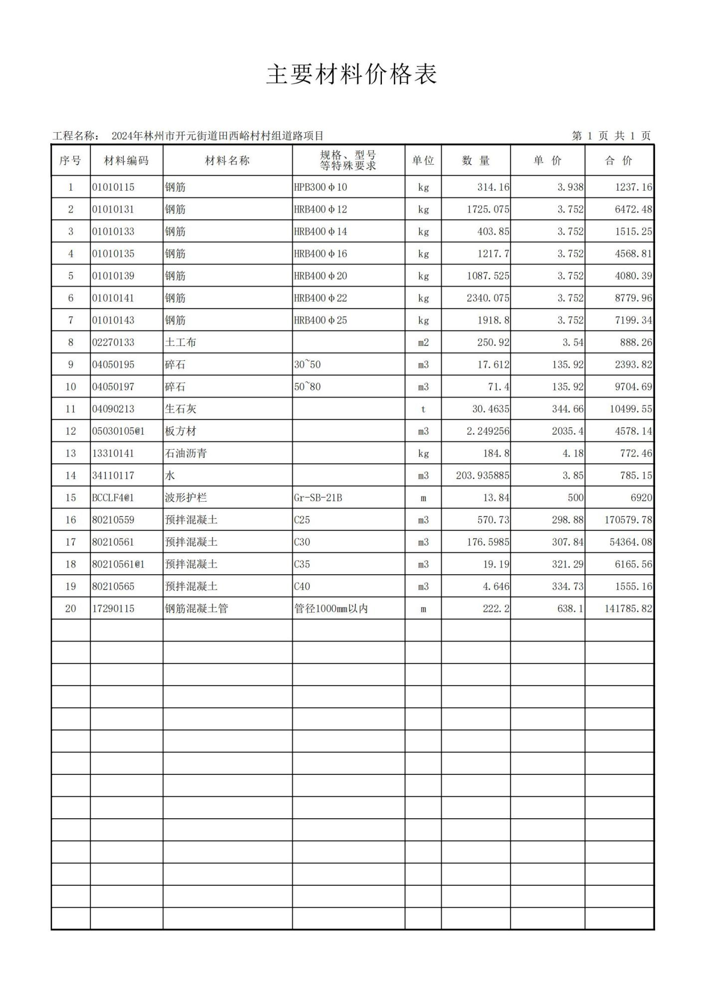 主要材料价格表
工程名称： 2024年林州市开元街道田西峪村村组道路项目 第 1 页 共 1 页
序号 材料编码 材料名称 规格、型号等特殊要求 单位 数 量 单 价 合 价
1 01010115 钢筋 HPB300φ10 kg 314.16 3.938 1237.16
2 01010131 钢筋 HRB400φ12 kg 1725.075 3.752 6472.48
3 01010133 钢筋 HRB400φ14 kg 403.85 3.752 1515.25
4 01010135 钢筋 HRB400φ16 kg 1217.7 3.752 4568.81
5 01010139 钢筋 HRB400φ20 kg 1087.525 3.752 4080.39
6 01010141 钢筋 HRB400φ22 kg 2340.075 3.752 8779.96
7 01010143 钢筋 HRB400φ25 kg 1918.8 3.752 7199.34
8 02270133 土工布 m2 250.92 3.54 888.26
9 04050195 碎石 30~50 m3 17.612 135.92 2393.82
10 04050197 碎石 50~80 m3 71.4 135.92 9704.69
11 04090213 生石灰 t 30.4635 344.66 10499.55
12 05030105@1 板方材 m3 2.249256 2035.4 4578.14
13 13310141 石油沥青 kg 184.8 4.18 772.46
14 34110117 水 m3 203.935885 3.85 785.15
15 BCCLF4@1 波形护栏 Gr-SB-21B m 13.84 500 6920
16 80210559 预拌混凝土 C25 m3 570.73 298.88 170579.78
17 80210561 预拌混凝土 C30 m3 176.5985 307.84 54364.08
18 80210561@1 预拌混凝土 C35 m3 19.19 321.29 6165.56
19 80210565 预拌混凝土 C40 m3 4.646 334.73 1555.16
20 17290115 钢筋混凝土管 管径1000mm以内 m 222.2 638.1 141785.82